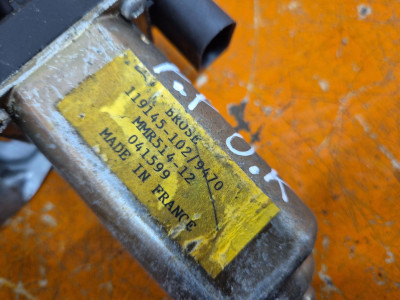 BROSE
119145-102/9470
MMR514-12
041599
MADE IN FRANCE
O.K